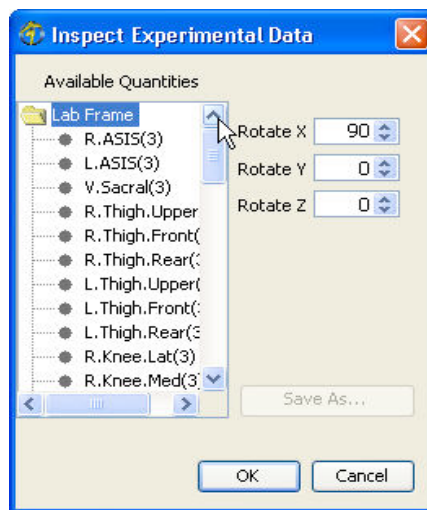 Inspect Experimental Data
Available Quantities
Lab Frame
R.ASIS(3)
L.ASIS(3)
V.Sacral(3)
R.Thigh.Upper
R.Thigh.Front(
R.Thigh.Rear(3
L.Thigh.Upper(
L.Thigh.Front(3
L.Thigh.Rear(3
R.Knee.Lat(3)
R.Knee.Med(3)
Rotate X 90
Rotate Y 0
Rotate Z 0
Save As...
OK Cancel